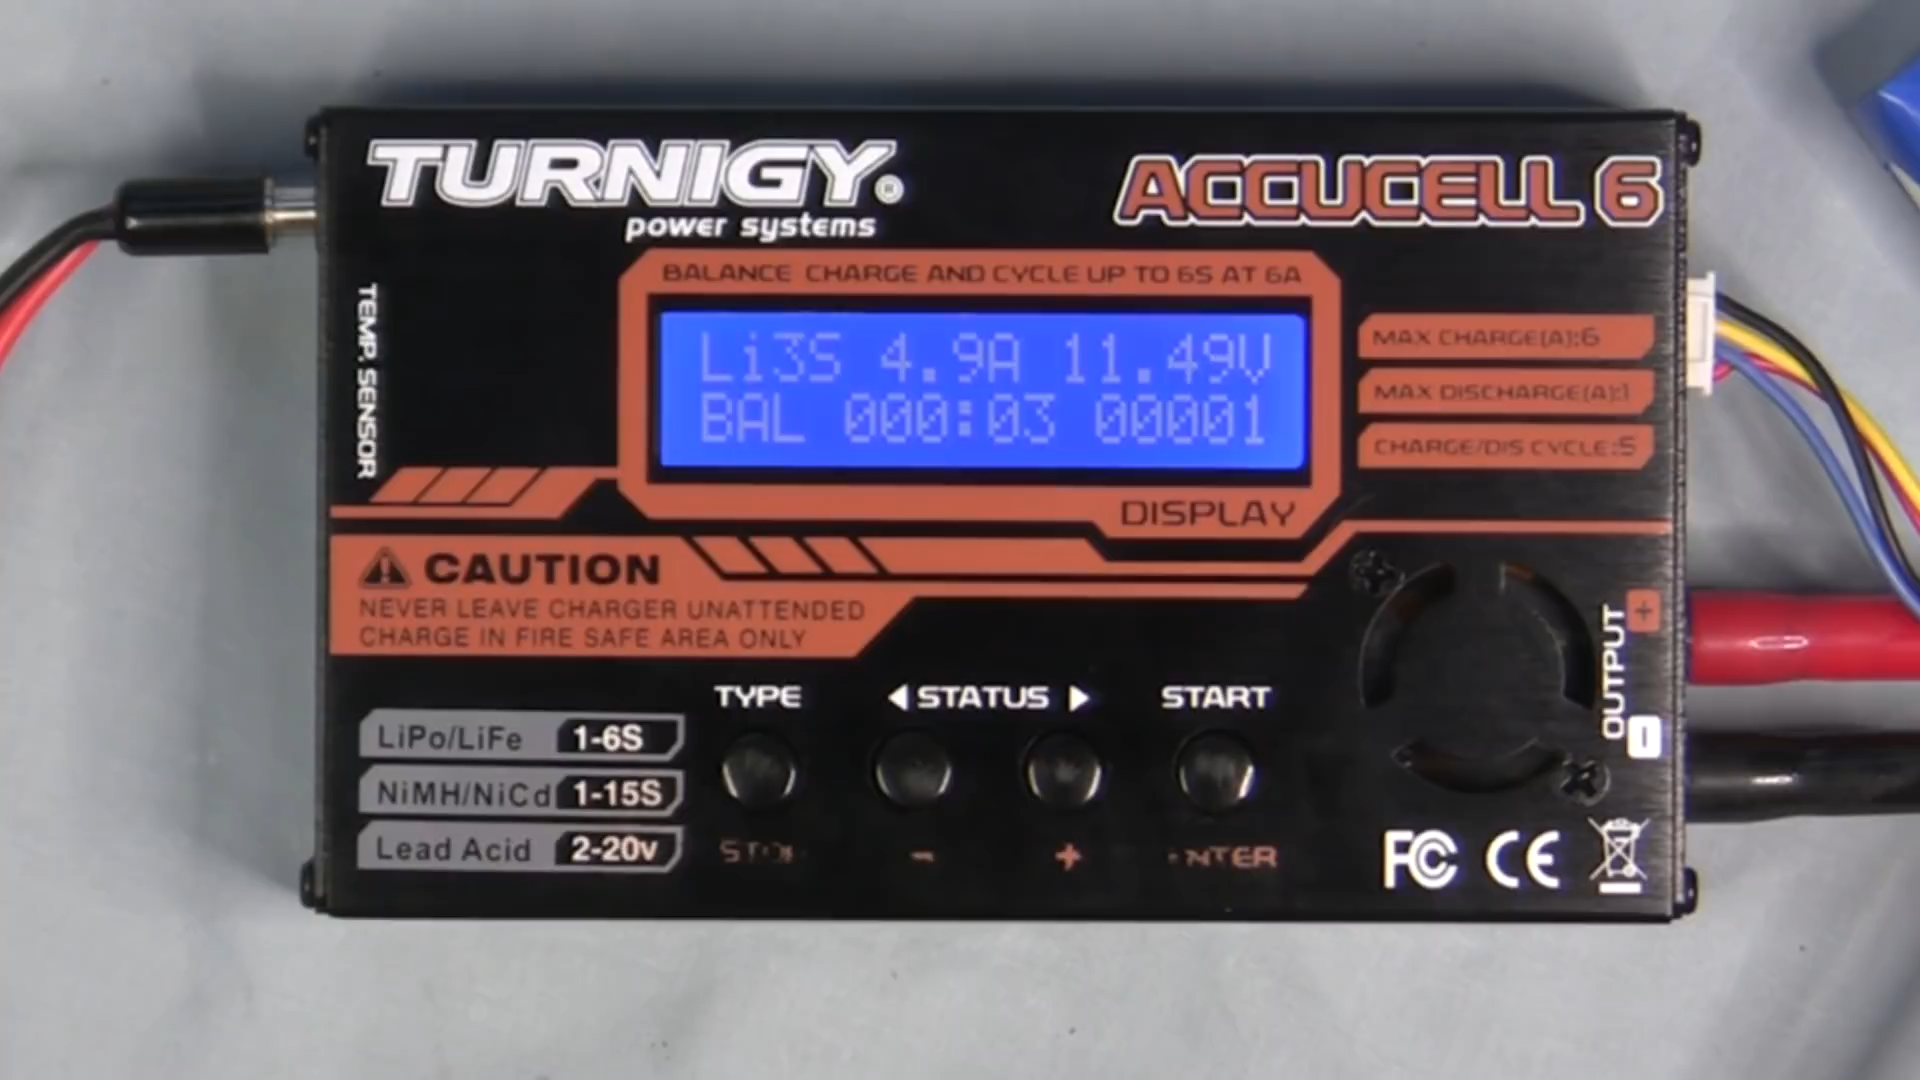 TURNIGY®
power systems
ACCUCELL 6
BALANCE CHARGE AND CYCLE UP TO 6S AT 6A
Li3S 4.9A 11.49V
BAL 000:03 00001
DISPLAY
MAX CHARGE(A):6
MAX DISCHARGE(A):1
CHARGE/DIS CYCLE:5
TEMP. SENSOR
CAUTION
NEVER LEAVE CHARGER UNATTENDED
CHARGE IN FIRE SAFE AREA ONLY
LiPo/LiFe 1-6S
NiMH/NiCd 1-15S
Lead Acid 2-20v
TYPE ◀ STATUS ▶ START
- +
OUTPUT
+
-
FC CE